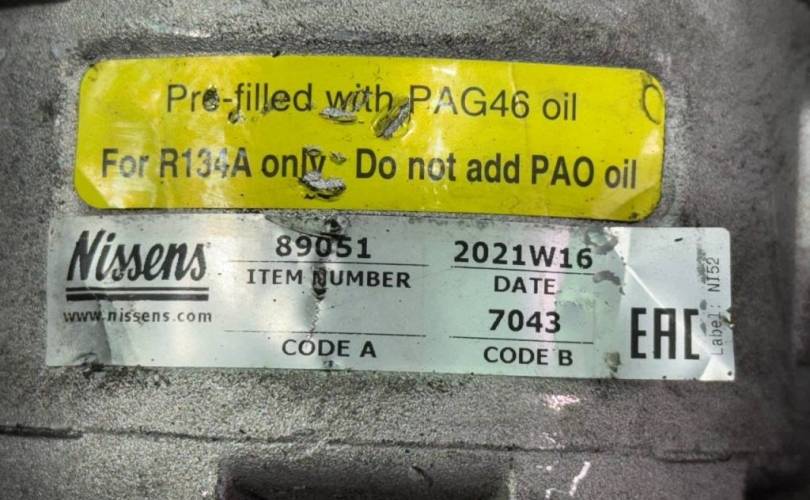 Pre-filled with PAG46 oil
For R134A only Do not add PAO oil
Nissens
www.nissens.com
89051
ITEM NUMBER
CODE A
2021W16
DATE
7043
CODE B
EAC
Label: NI52